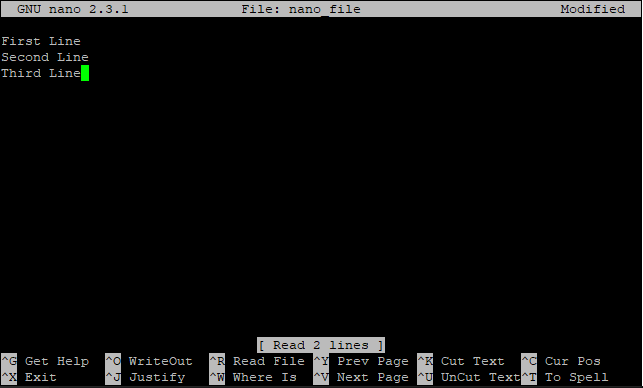 GNU nano 2.3.1 File: nano_file Modified
First Line
Second Line
Third Line
[ Read 2 lines ]
^G Get Help ^O WriteOut ^R Read File ^Y Prev Page ^K Cut Text ^C Cur Pos
^X Exit ^J Justify ^W Where Is ^V Next Page ^U UnCut Text ^T To Spell